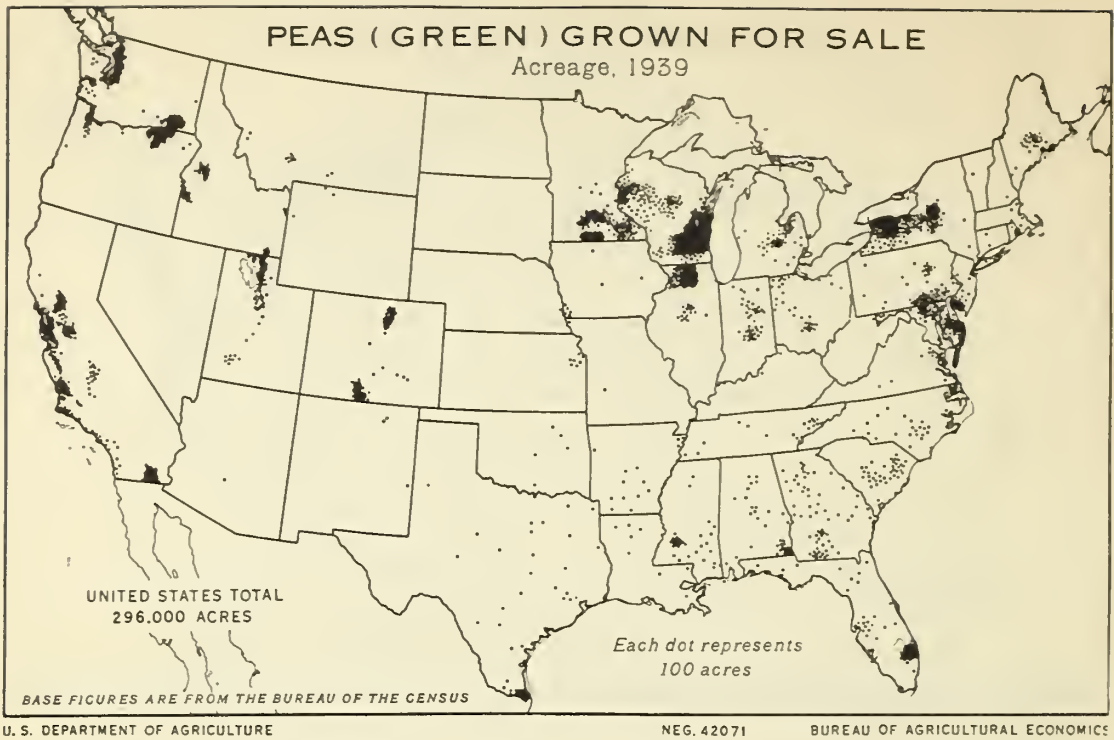 PEAS (GREEN) GROWN FOR SALE
Acreage, 1939
UNITED STATES TOTAL
296,000 ACRES
Each dot represents
100 acres
BASE FIGURES ARE FROM THE BUREAU OF THE CENSUS
U. S. DEPARTMENT OF AGRICULTURE
NEG. 42071
BUREAU OF AGRICULTURAL ECONOMICS